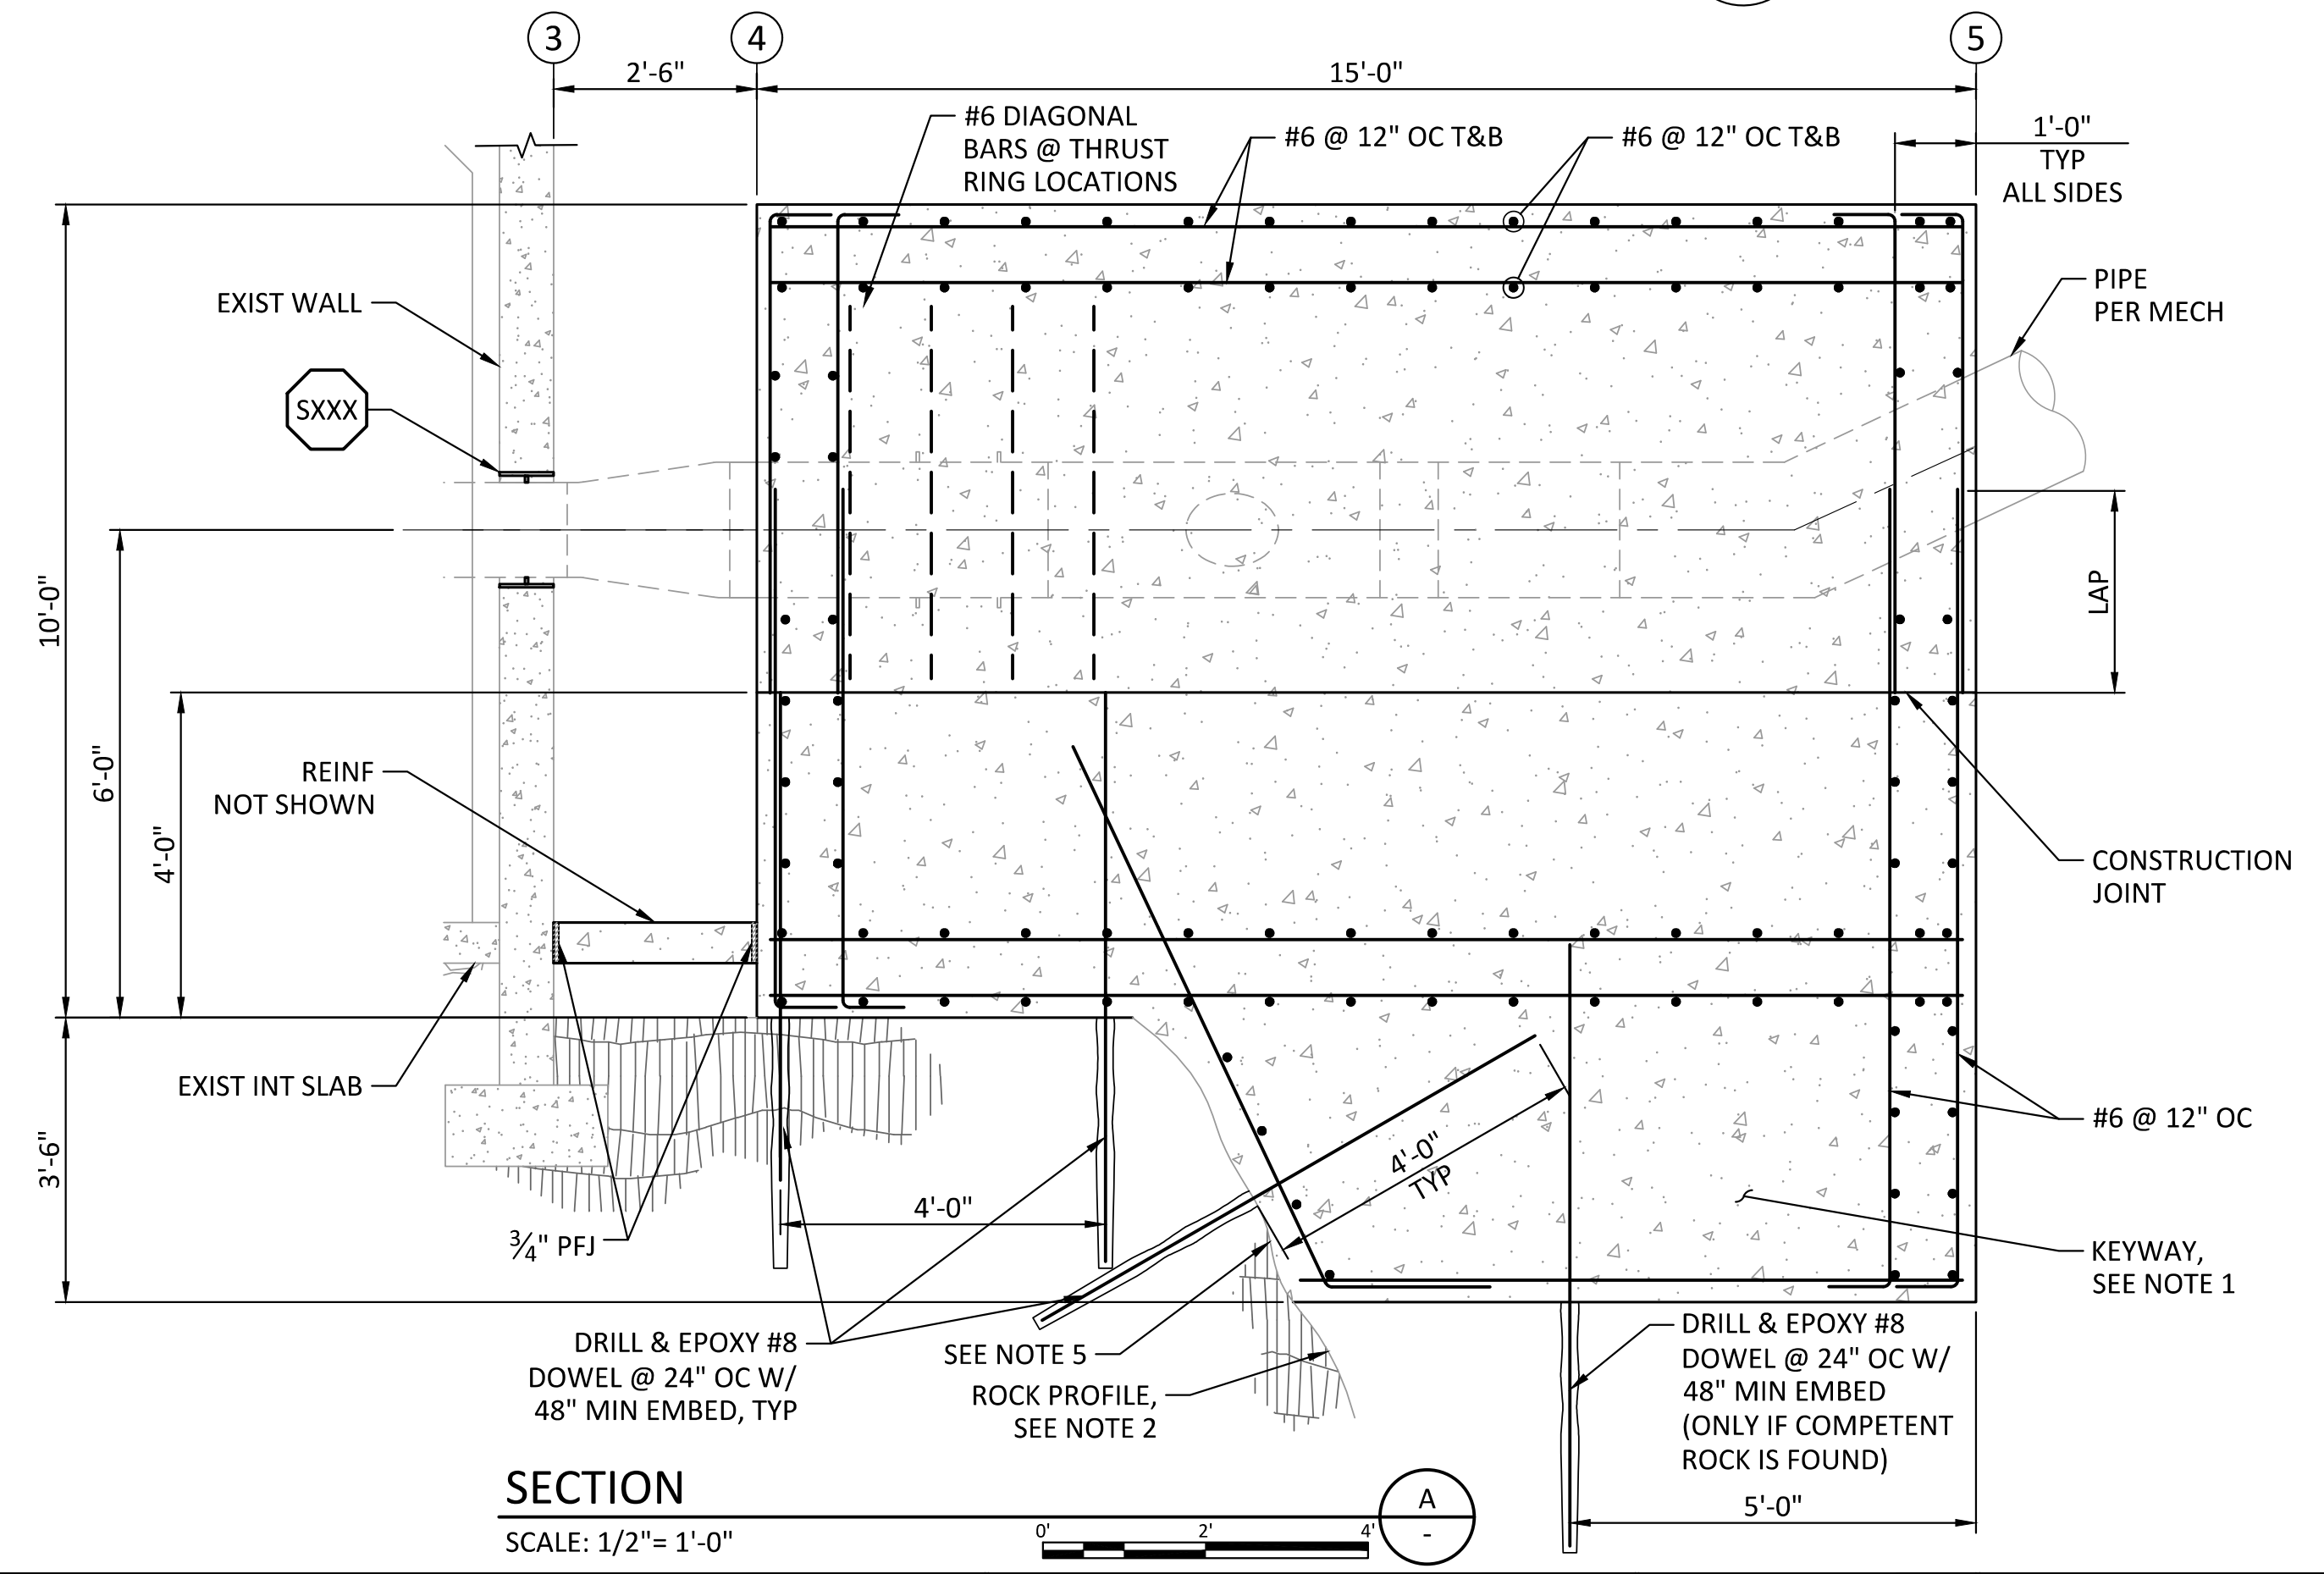 3
4
5
2'-6"
15'-0"
#6 DIAGONAL
BARS @ THRUST
RING LOCATIONS
#6 @ 12" OC T&B
#6 @ 12" OC T&B
1'-0"
TYP
ALL SIDES
EXIST WALL
PIPE
PER MECH
SXXX
10'-0"
6'-0"
4'-0"
LAP
REINF
NOT SHOWN
CONSTRUCTION
JOINT
EXIST INT SLAB
#6 @ 12" OC
3'-6"
4'-0"
TYP
4'-0"
¾" PFJ
KEYWAY,
SEE NOTE 1
DRILL & EPOXY #8
DOWEL @ 24" OC W/
48" MIN EMBED, TYP
SEE NOTE 5
ROCK PROFILE,
SEE NOTE 2
DRILL & EPOXY #8
DOWEL @ 24" OC W/
48" MIN EMBED
(ONLY IF COMPETENT
ROCK IS FOUND)
5'-0"
SECTION
SCALE: 1/2"= 1'-0"
0'
2'
4'
A
-